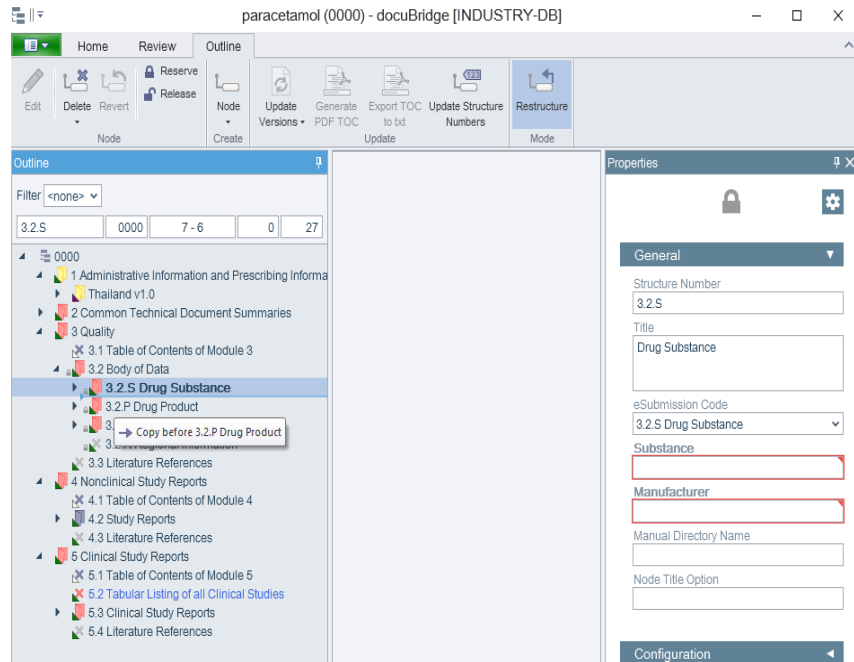 paracetamol (0000) - docuBridge [INDUSTRY-DB]
Home Review Outline
Edit Delete Revert Reserve Release Node Update Versions Generate PDF TOC Export TOC to txt Update Structure Numbers Restructure
Node Create Update Mode
Outline
Filter <none>
3.2.S 0000 7 - 6 0 27
0000
1 Administrative Information and Prescribing Informa
Thailand v1.0
2 Common Technical Document Summaries
3 Quality
3.1 Table of Contents of Module 3
3.2 Body of Data
3.2.S Drug Substance
3.2.P Drug Product
3.
Copy before 3.2.P Drug Product
3.3 Literature References
4 Nonclinical Study Reports
4.1 Table of Contents of Module 4
4.2 Study Reports
4.3 Literature References
5 Clinical Study Reports
5.1 Table of Contents of Module 5
5.2 Tabular Listing of all Clinical Studies
5.3 Clinical Study Reports
5.4 Literature References
Properties
General
Structure Number
3.2.S
Title
Drug Substance
eSubmission Code
3.2.S Drug Substance
Substance
Manufacturer
Manual Directory Name
Node Title Option
Configuration